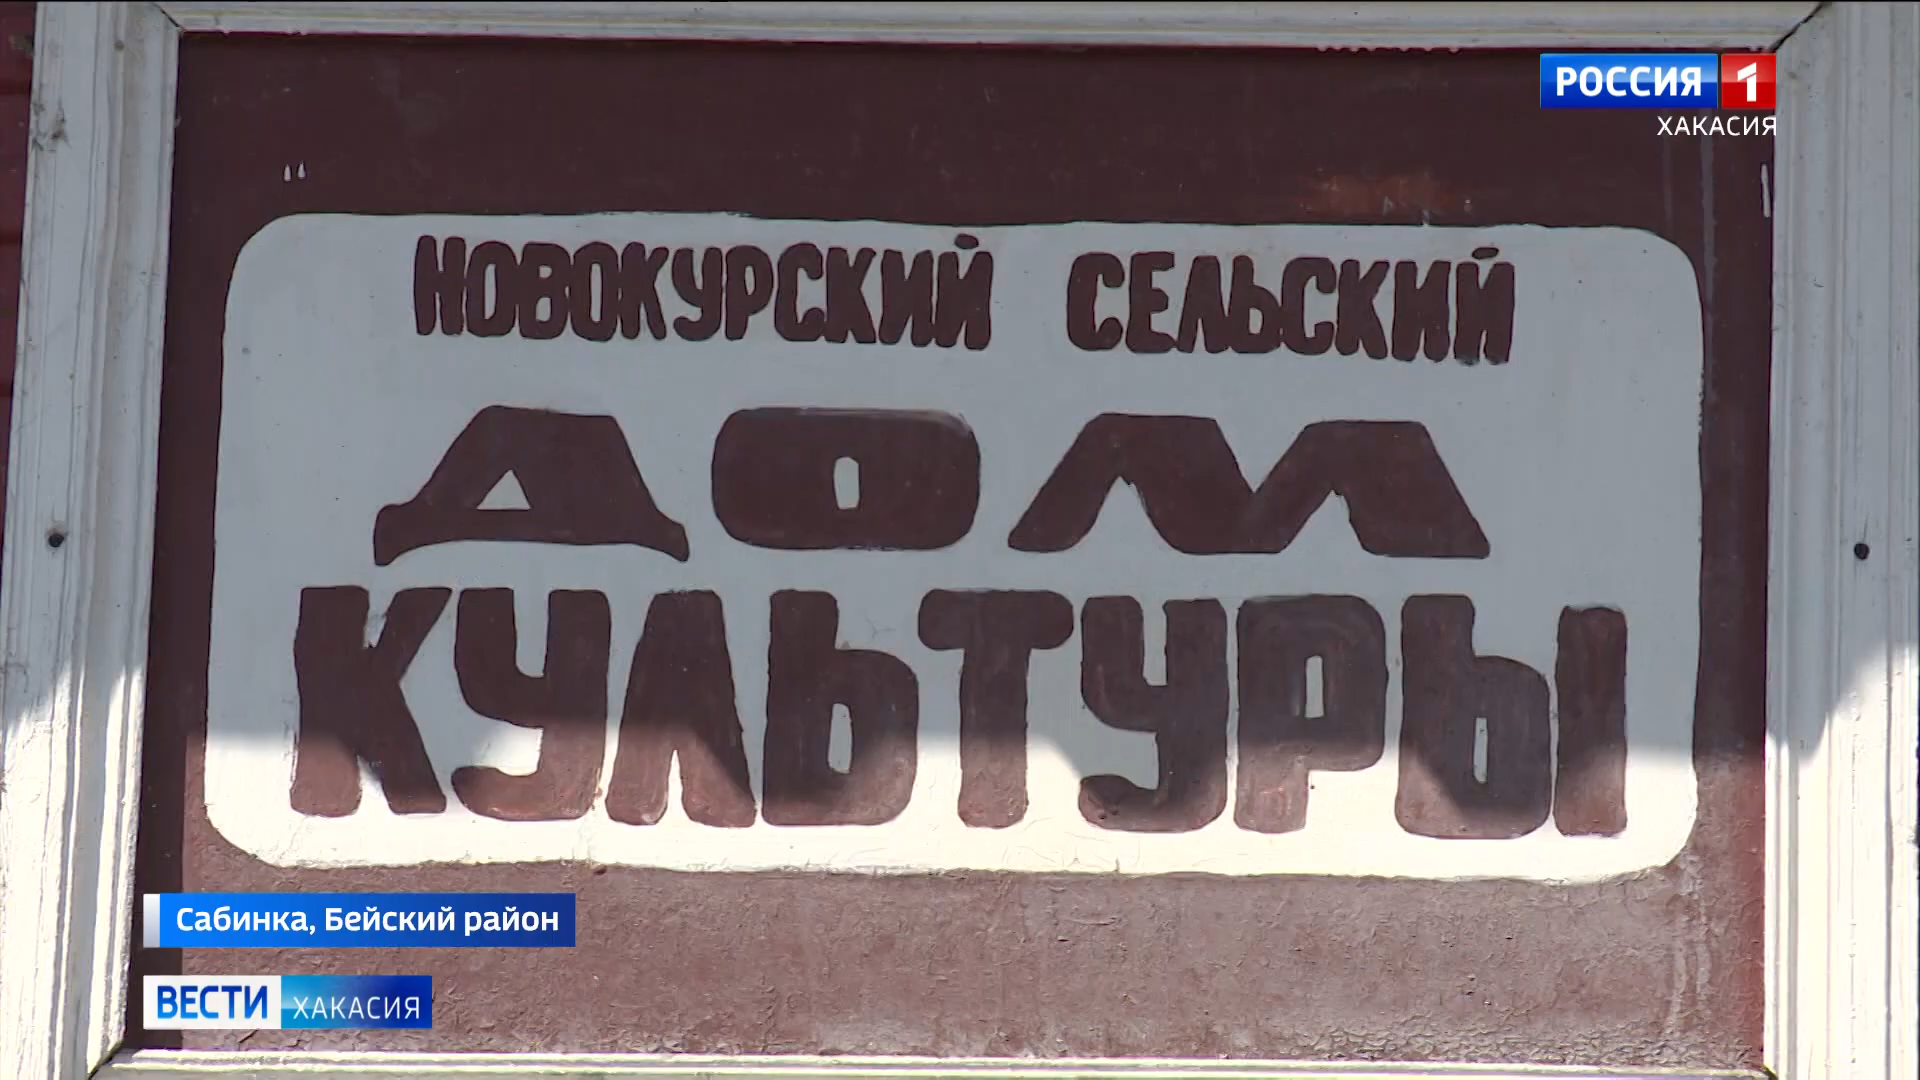 РОССИЯ 1
ХАКАСИЯ
НОВОКУРСКИЙ СЕЛЬСКИЙ
ДОМ
КУЛЬТУРЫ
Сабинка, Бейский район
ВЕСТИ ХАКАСИЯ